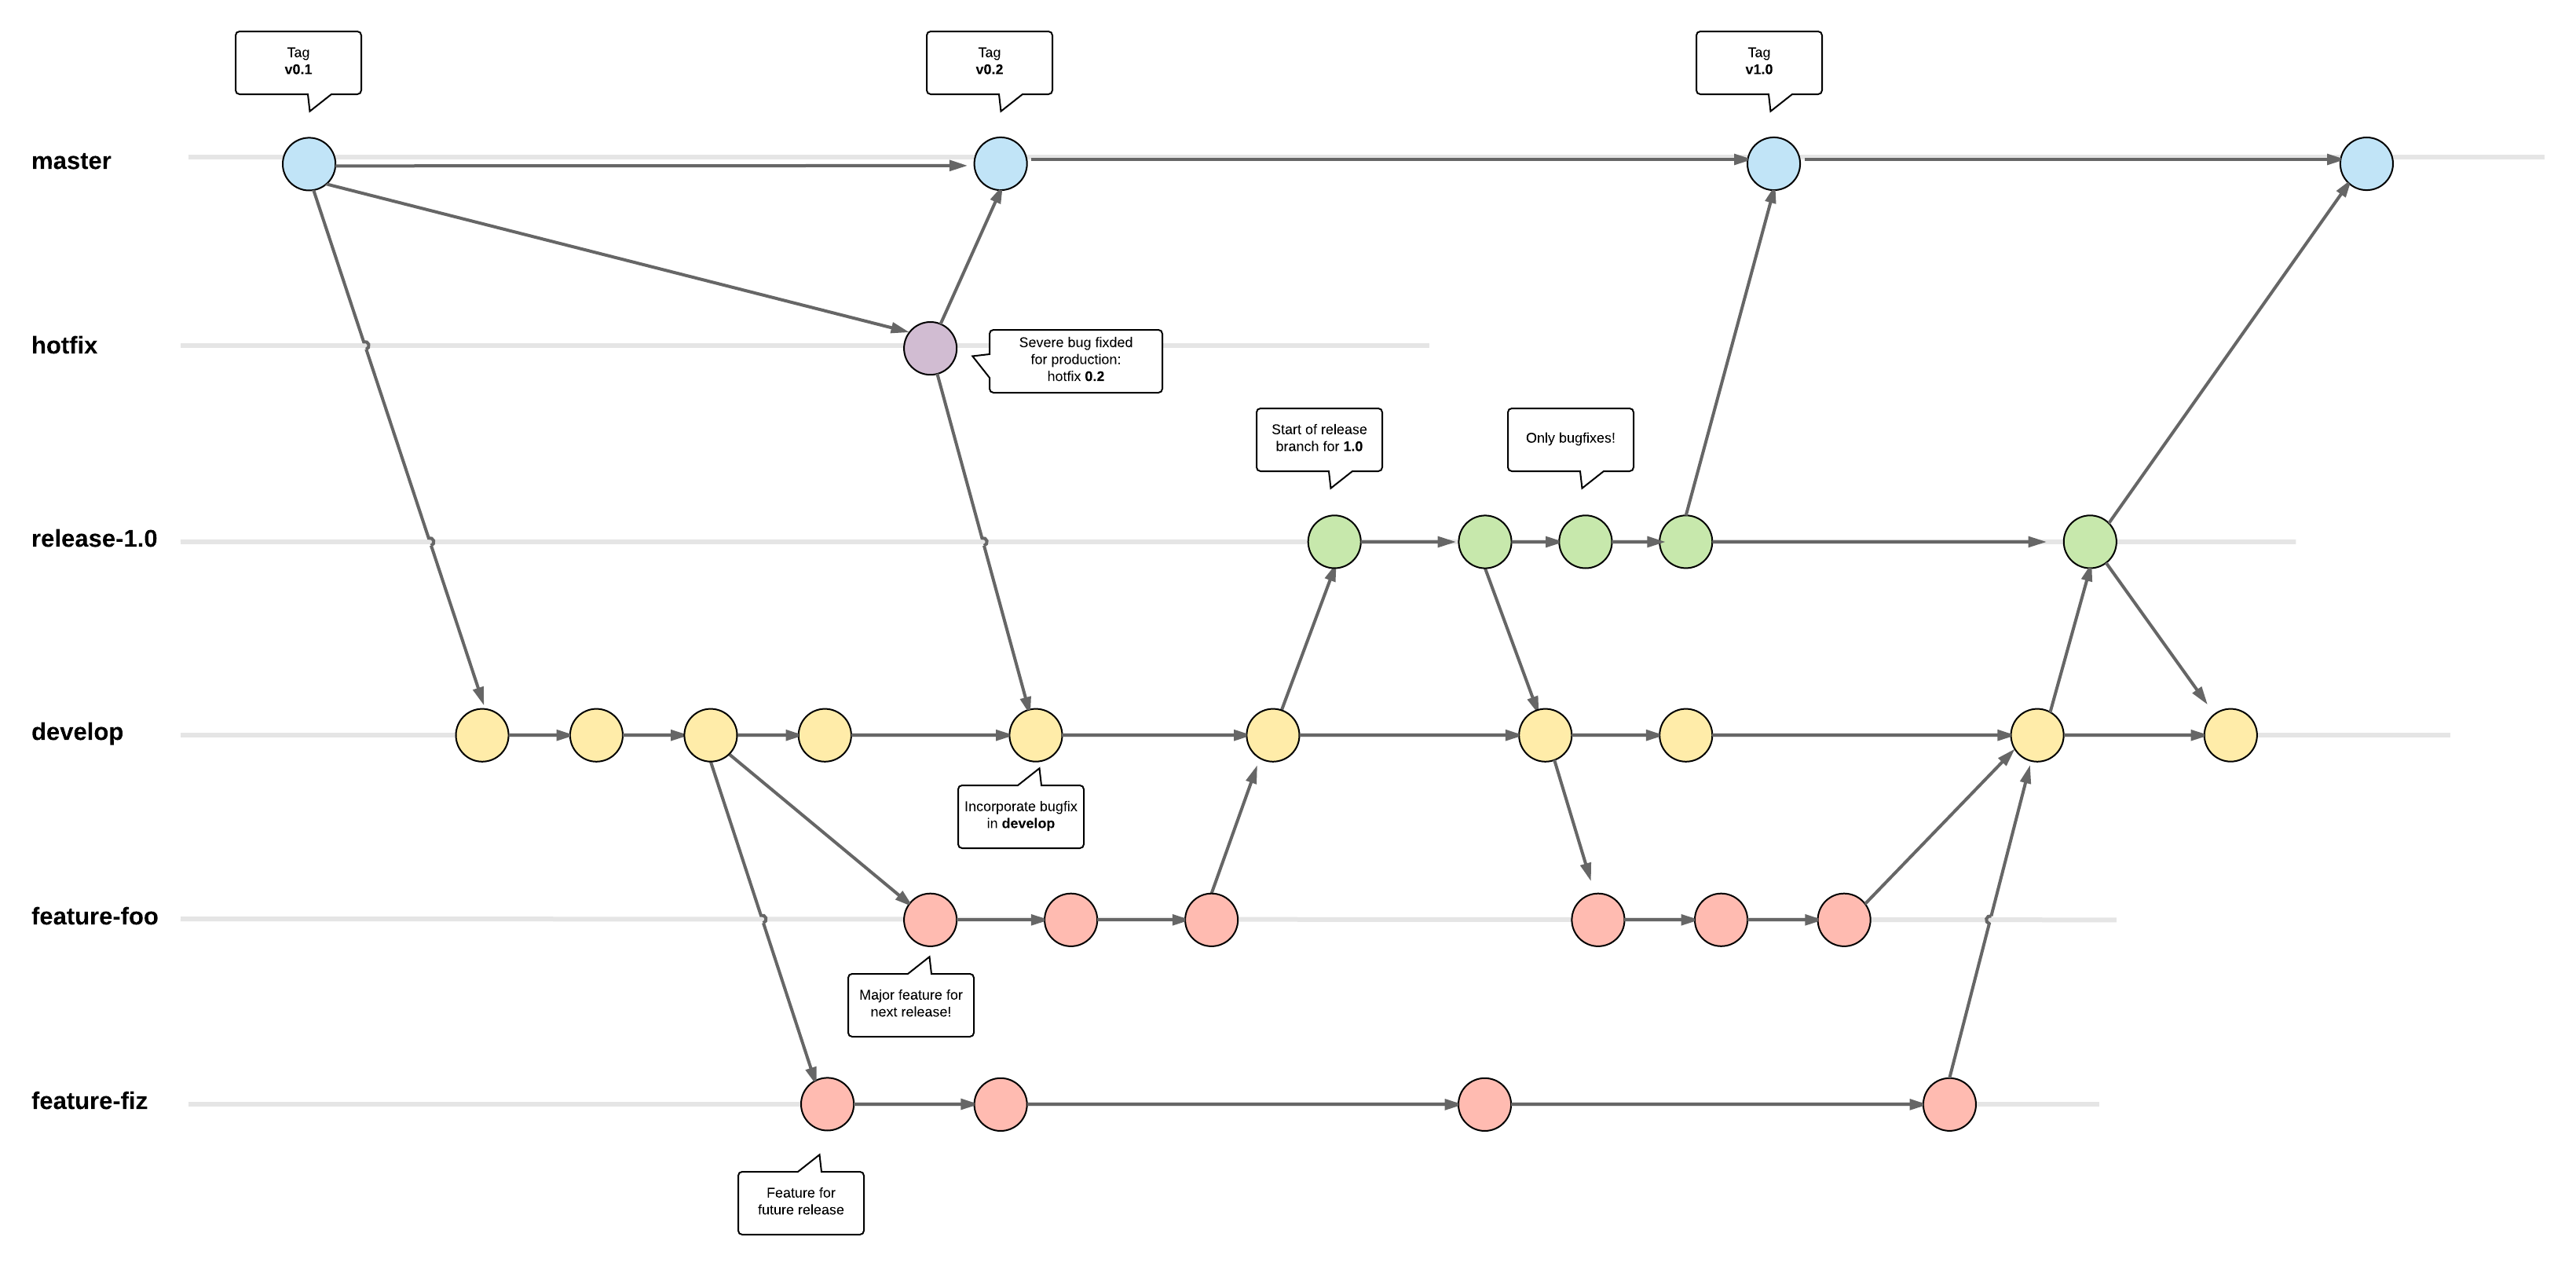 Tag
v0.1
Tag
v0.2
Tag
v1.0
master
hotfix
Severe bug fixded
for production:
hotfix 0.2
Start of release
branch for 1.0
Only bugfixes!
release-1.0
develop
Incorporate bugfix
in develop
feature-foo
Major feature for
next release!
feature-fiz
Feature for
future release